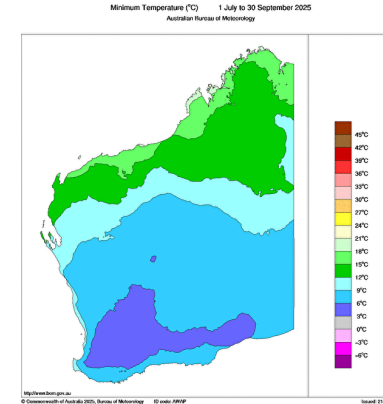 Minimum Temperature (°C) 1 July to 30 September 2025
Australian Bureau of Meteorology
45°C
42°C
39°C
36°C
33°C
30°C
27°C
24°C
21°C
18°C
15°C
12°C
9°C
6°C
3°C
0°C
-3°C
-6°C
http://www.bom.gov.au
© Commonwealth of Australia 2025, Bureau of Meteorology ID code: Issued: 21